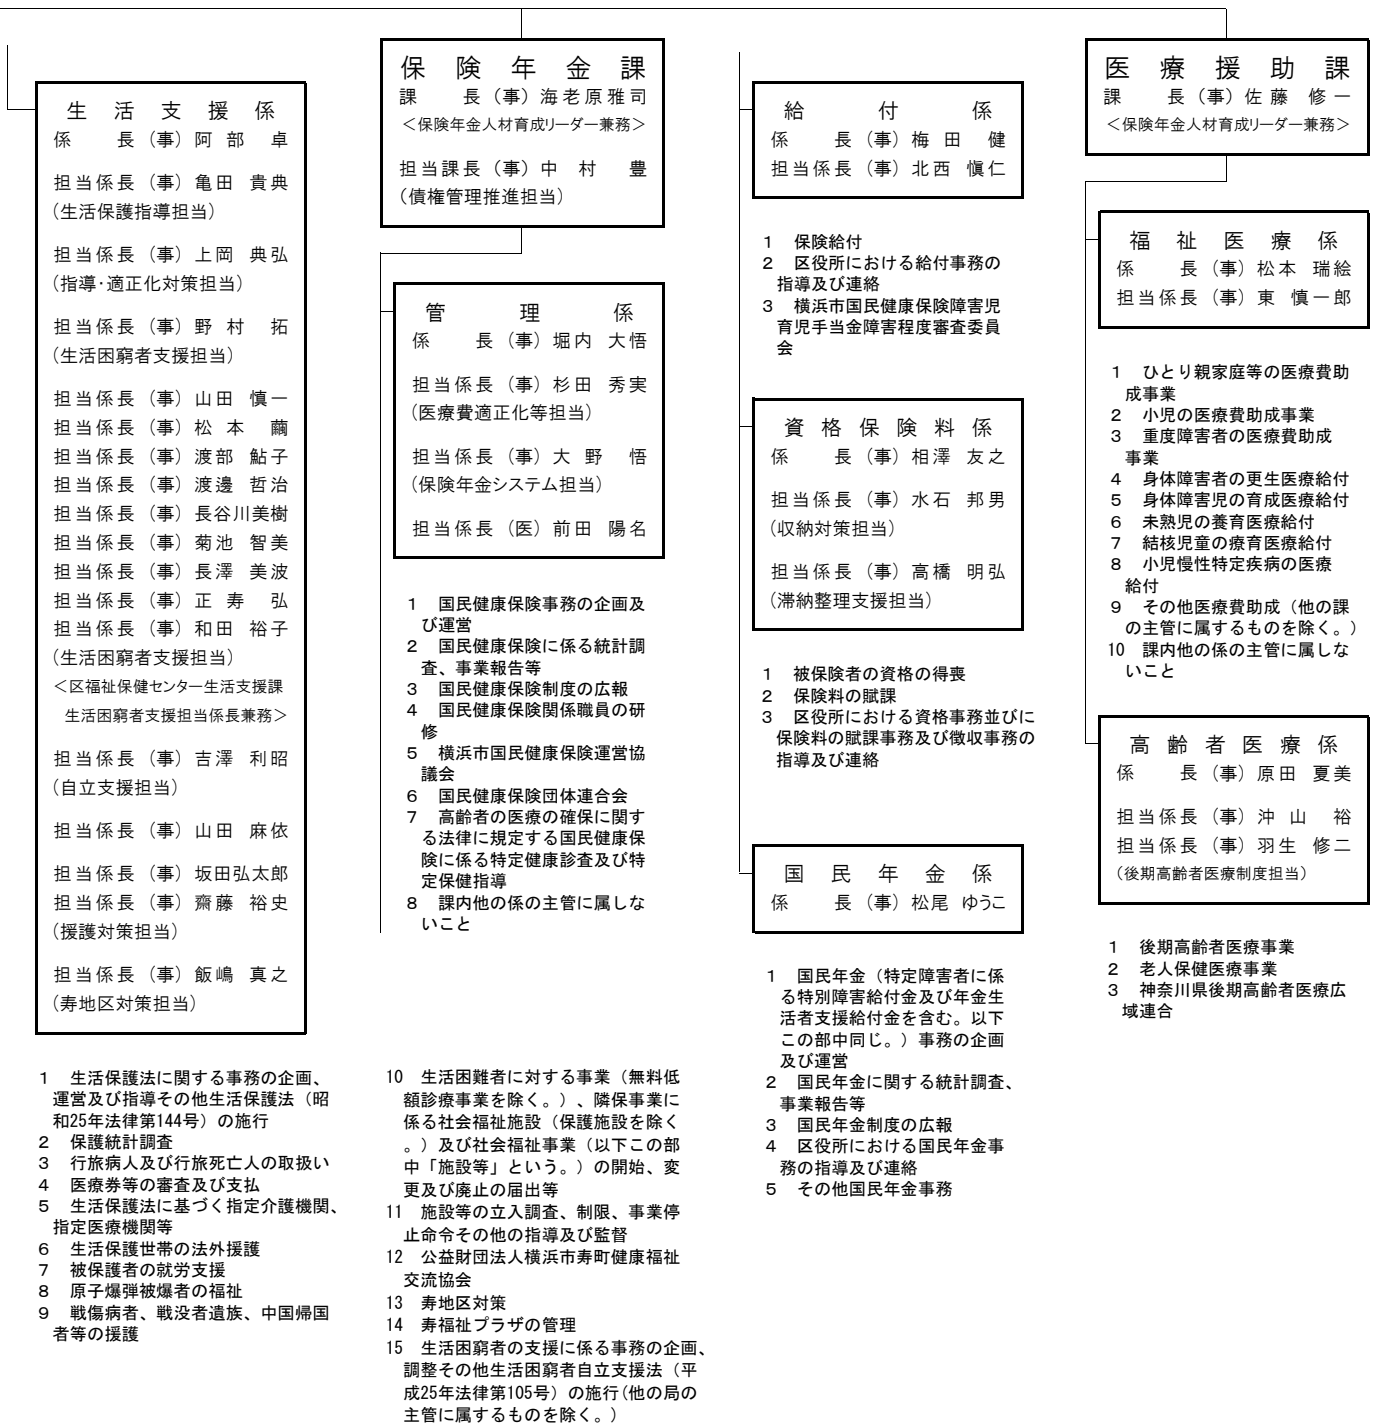 生活支援係
係長（事）阿部 卓
担当係長（事）亀田 貴典
（生活保護指導担当）
担当係長（事）上岡 典弘
（指導・適正化対策担当）
担当係長（事）野村 拓
（生活困窮者支援担当）
担当係長（事）山田 慎一
担当係長（事）松本 繭
担当係長（事）渡部 鮎子
担当係長（事）渡邊 哲治
担当係長（事）長谷川美樹
担当係長（事）菊池 智美
担当係長（事）長澤 美波
担当係長（事）正寿 弘
担当係長（事）和田 裕子
（生活困窮者支援担当）
＜区福祉保健センター生活支援課
生活困窮者支援担当係長兼務＞
担当係長（事）吉澤 利昭
（自立支援担当）
担当係長（事）山田 麻依
担当係長（事）坂田弘太郎
担当係長（事）齋藤 裕史
（援護対策担当）
担当係長（事）飯嶋 真之
（寿地区対策担当）
1 生活保護法に関する事務の企画、
運営及び指導その他生活保護法（昭
和25年法律第144号）の施行
2 保護統計調査
3 行旅病人及び行旅死亡人の取扱い
4 医療券等の審査及び支払
5 生活保護法に基づく指定介護機関、
指定医療機関等
6 生活保護世帯の法外援護
7 被保護者の就労支援
8 原子爆弾被爆者の福祉
9 戦傷病者、戦没者遺族、中国帰国
者等の援護
10 生活困難者に対する事業（無料低
額診療事業を除く。）、隣保事業に
係る社会福祉施設（保護施設を除く
。）及び社会福祉事業（以下この部
中「施設等」という。）の開始、変
更及び廃止の届出等
11 施設等の立入調査、制限、事業停
止命令その他の指導及び監督
12 公益財団法人横浜市寿町健康福祉
交流協会
13 寿地区対策
14 寿福祉プラザの管理
15 生活困窮者の支援に係る事務の企画、
調整その他生活困窮者自立支援法（平
成25年法律第105号）の施行(他の局の
主管に属するものを除く。)
保険年金課
課長（事）海老原雅司
＜保険年金人材育成リーダー兼務＞
担当課長（事）中村 豊
（債権管理推進担当）
管理係
係長（事）堀内 大悟
担当係長（事）杉田 秀実
（医療費適正化等担当）
担当係長（事）大野 悟
（保険年金システム担当）
担当係長（医）前田 陽名
1 国民健康保険事務の企画及
び運営
2 国民健康保険に係る統計調
査、事業報告等
3 国民健康保険制度の広報
4 国民健康保険関係職員の研
修
5 横浜市国民健康保険運営協
議会
6 国民健康保険団体連合会
7 高齢者の医療の確保に関す
る法律に規定する国民健康保
険に係る特定健康診査及び特
定保健指導
8 課内他の係の主管に属しな
いこと
給付係
係長（事）梅田 健
担当係長（事）北西 愼仁
1 保険給付
2 区役所における給付事務の
指導及び連絡
3 横浜市国民健康保険障害児
育児手当金障害程度審査委員
会
資格保険料係
係長（事）相澤 友之
担当係長（事）水石 邦男
（収納対策担当）
担当係長（事）高橋 明弘
（滞納整理支援担当）
1 被保険者の資格の得喪
2 保険料の賦課
3 区役所における資格事務並びに
保険料の賦課事務及び徴収事務の
指導及び連絡
国民年金係
係長（事）松尾 ゆうこ
1 国民年金（特定障害者に係
る特別障害給付金及び年金生
活者支援給付金を含む。以下
この部中同じ。）事務の企画
及び運営
2 国民年金に関する統計調査、
事業報告等
3 国民年金制度の広報
4 区役所における国民年金事
務の指導及び連絡
5 その他国民年金事務
医療援助課
課長（事）佐藤 修一
＜保険年金人材育成リーダー兼務＞
福祉医療係
係長（事）松本 瑞絵
担当係長（事）東 慎一郎
1 ひとり親家庭等の医療費助
成事業
2 小児の医療費助成事業
3 重度障害者の医療費助成
事業
4 身体障害者の更生医療給付
5 身体障害児の育成医療給付
6 未熟児の養育医療給付
7 結核児童の療育医療給付
8 小児慢性特定疾病の医療
給付
9 その他医療費助成（他の課
の主管に属するものを除く。）
10 課内他の係の主管に属しな
いこと
高齢者医療係
係長（事）原田 夏美
担当係長（事）沖山 裕
担当係長（事）羽生 修二
（後期高齢者医療制度担当）
1 後期高齢者医療事業
2 老人保健医療事業
3 神奈川県後期高齢者医療広
域連合